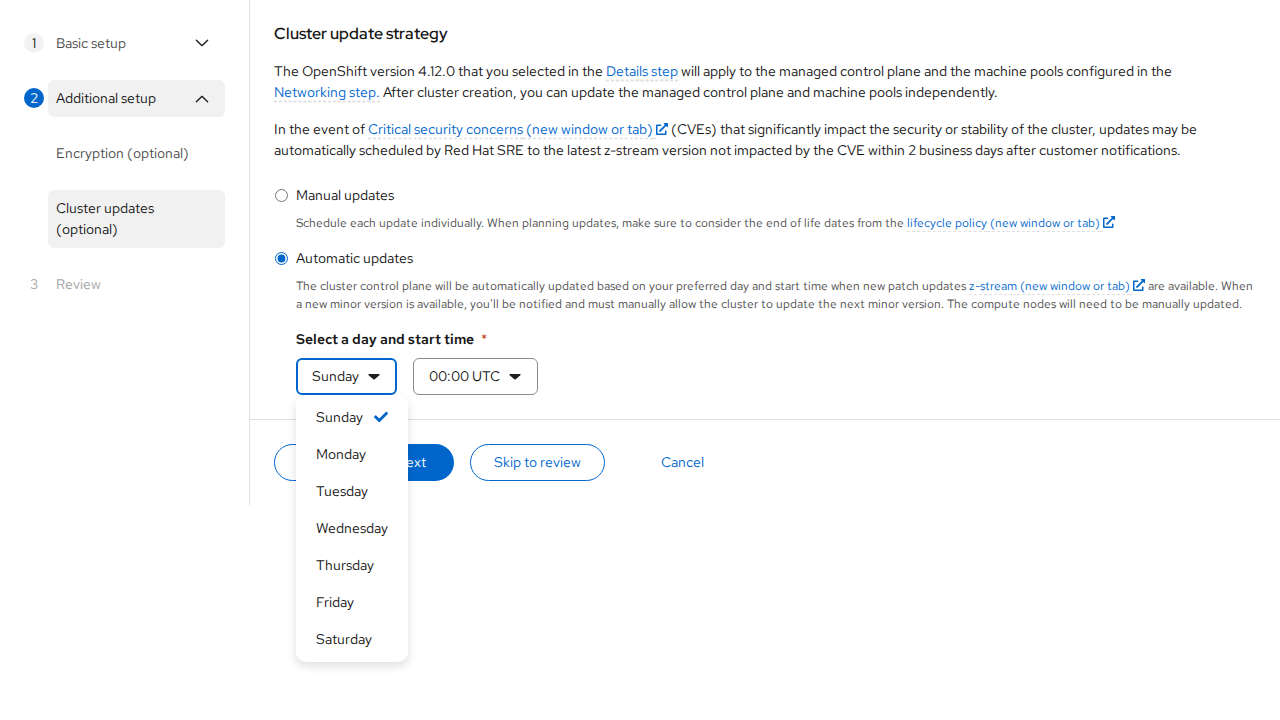 1 Basic setup
2 Additional setup
Encryption (optional)
Cluster updates
(optional)
3 Review
Cluster update strategy
The OpenShift version 4.12.0 that you selected in the Details step will apply to the managed control plane and the machine pools configured in the
Networking step. After cluster creation, you can update the managed control plane and machine pools independently.
In the event of Critical security concerns (new window or tab) (CVEs) that significantly impact the security or stability of the cluster, updates may be
automatically scheduled by Red Hat SRE to the latest z-stream version not impacted by the CVE within 2 business days after customer notifications.
Manual updates
Schedule each update individually. When planning updates, make sure to consider the end of life dates from the lifecycle policy (new window or tab)
Automatic updates
The cluster control plane will be automatically updated based on your preferred day and start time when new patch updates z-stream (new window or tab) are available. When
a new minor version is available, you'll be notified and must manually allow the cluster to update the next minor version. The compute nodes will need to be manually updated.
Select a day and start time *
Sunday 00:00 UTC
Sunday
Monday
Tuesday
Wednesday
Thursday
Friday
Saturday
ext Skip to review Cancel